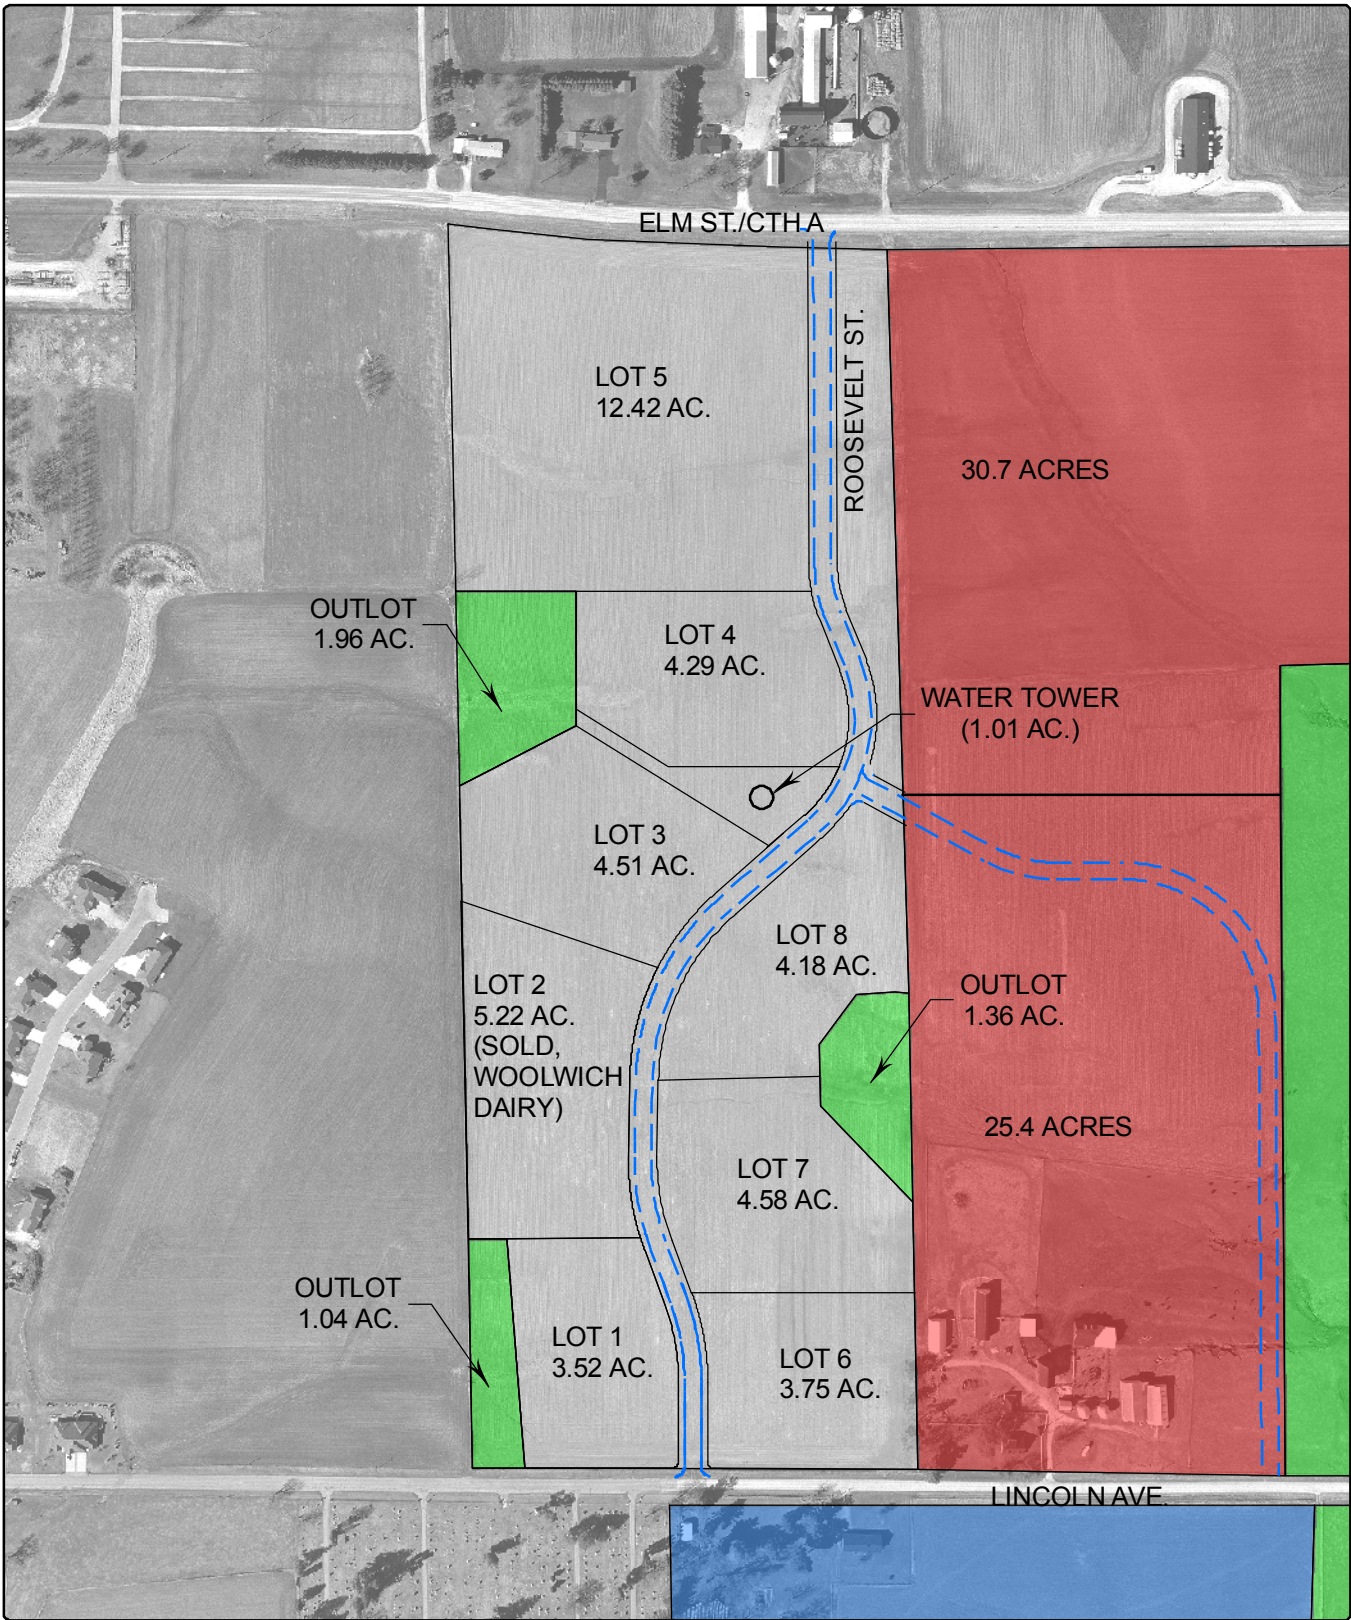 ELM ST./CTH A
ROOSEVELT ST.
LOT 5
12.42 AC.
30.7 ACRES
OUTLOT
1.96 AC.
LOT 4
4.29 AC.
WATER TOWER
(1.01 AC.)
LOT 3
4.51 AC.
LOT 8
4.18 AC.
LOT 2
5.22 AC.
(SOLD,
WOOLWICH
DAIRY)
OUTLOT
1.36 AC.
25.4 ACRES
LOT 7
4.58 AC.
OUTLOT
1.04 AC.
LOT 1
3.52 AC.
LOT 6
3.75 AC.
LINCOLN AVE.